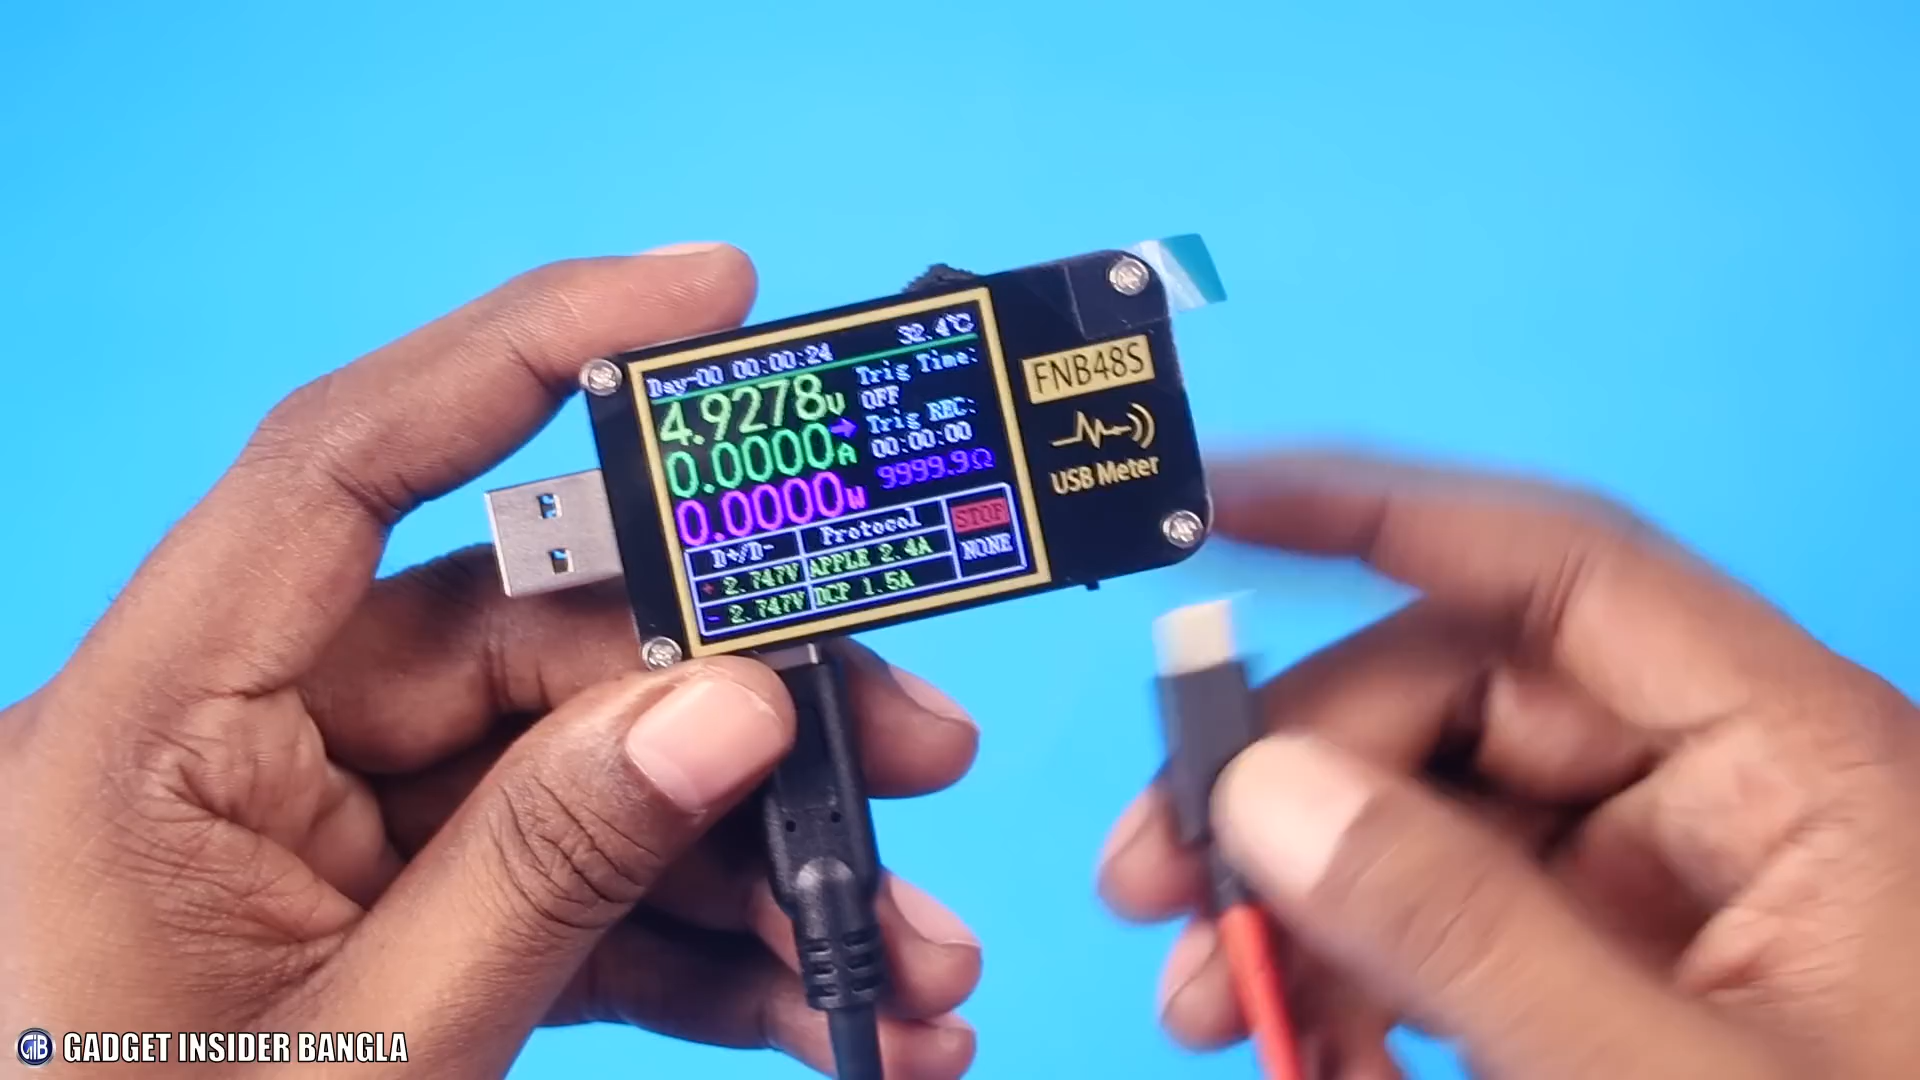 Day-00 00:00:24 32.4℃
4.9278V
0.0000A
0.0000W
Trig Time:
OFF
Trig REC:
00:00:00
9999.9Ω
D+/D- Protocol STOP
+ 2.747V APPLE 2.4A NONE
- 2.747V DCP 1.5A
FNB48S
USB Meter
GIB GADGET INSIDER BANGLA